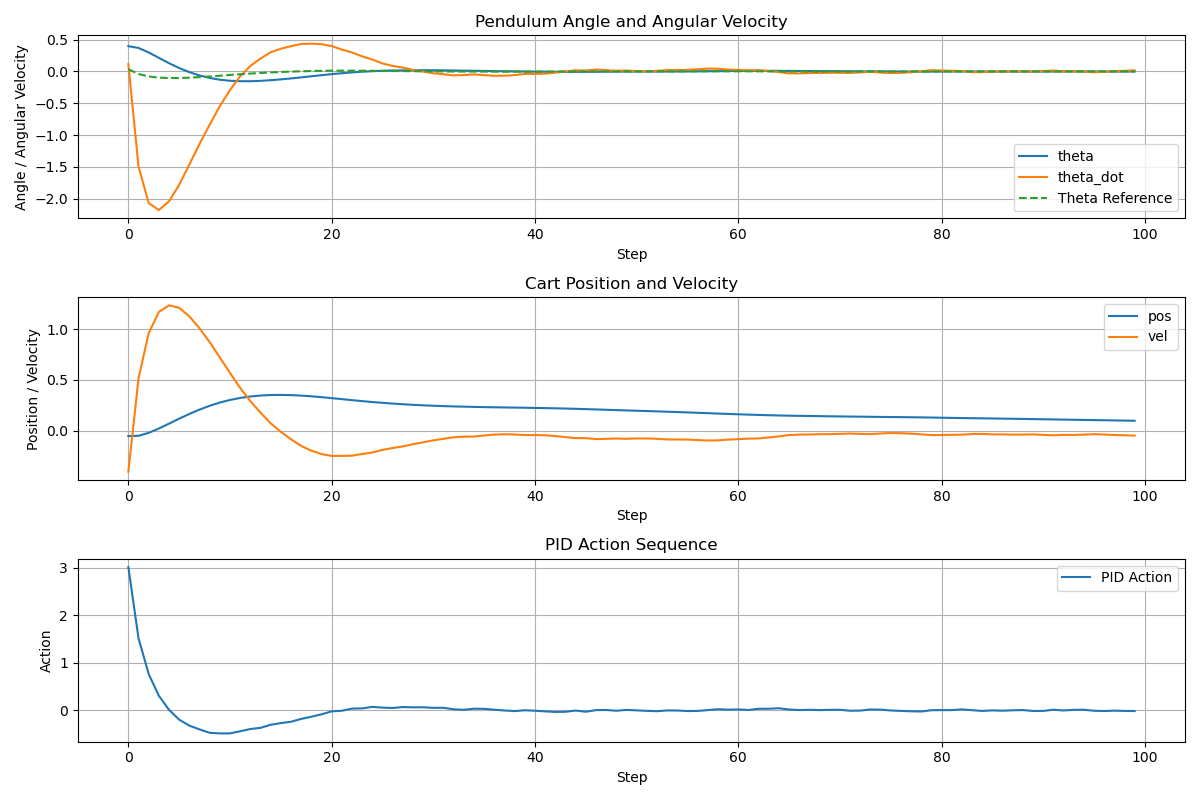 Pendulum Angle and Angular Velocity
Angle / Angular Velocity
0.5
0.0
−0.5
−1.0
−1.5
−2.0
theta
theta_dot
Theta Reference
0 20 40 60 80 100
Step
Cart Position and Velocity
Position / Velocity
1.0
0.5
0.0
pos
vel
0 20 40 60 80 100
Step
PID Action Sequence
Action
3
2
1
0
PID Action
0 20 40 60 80 100
Step